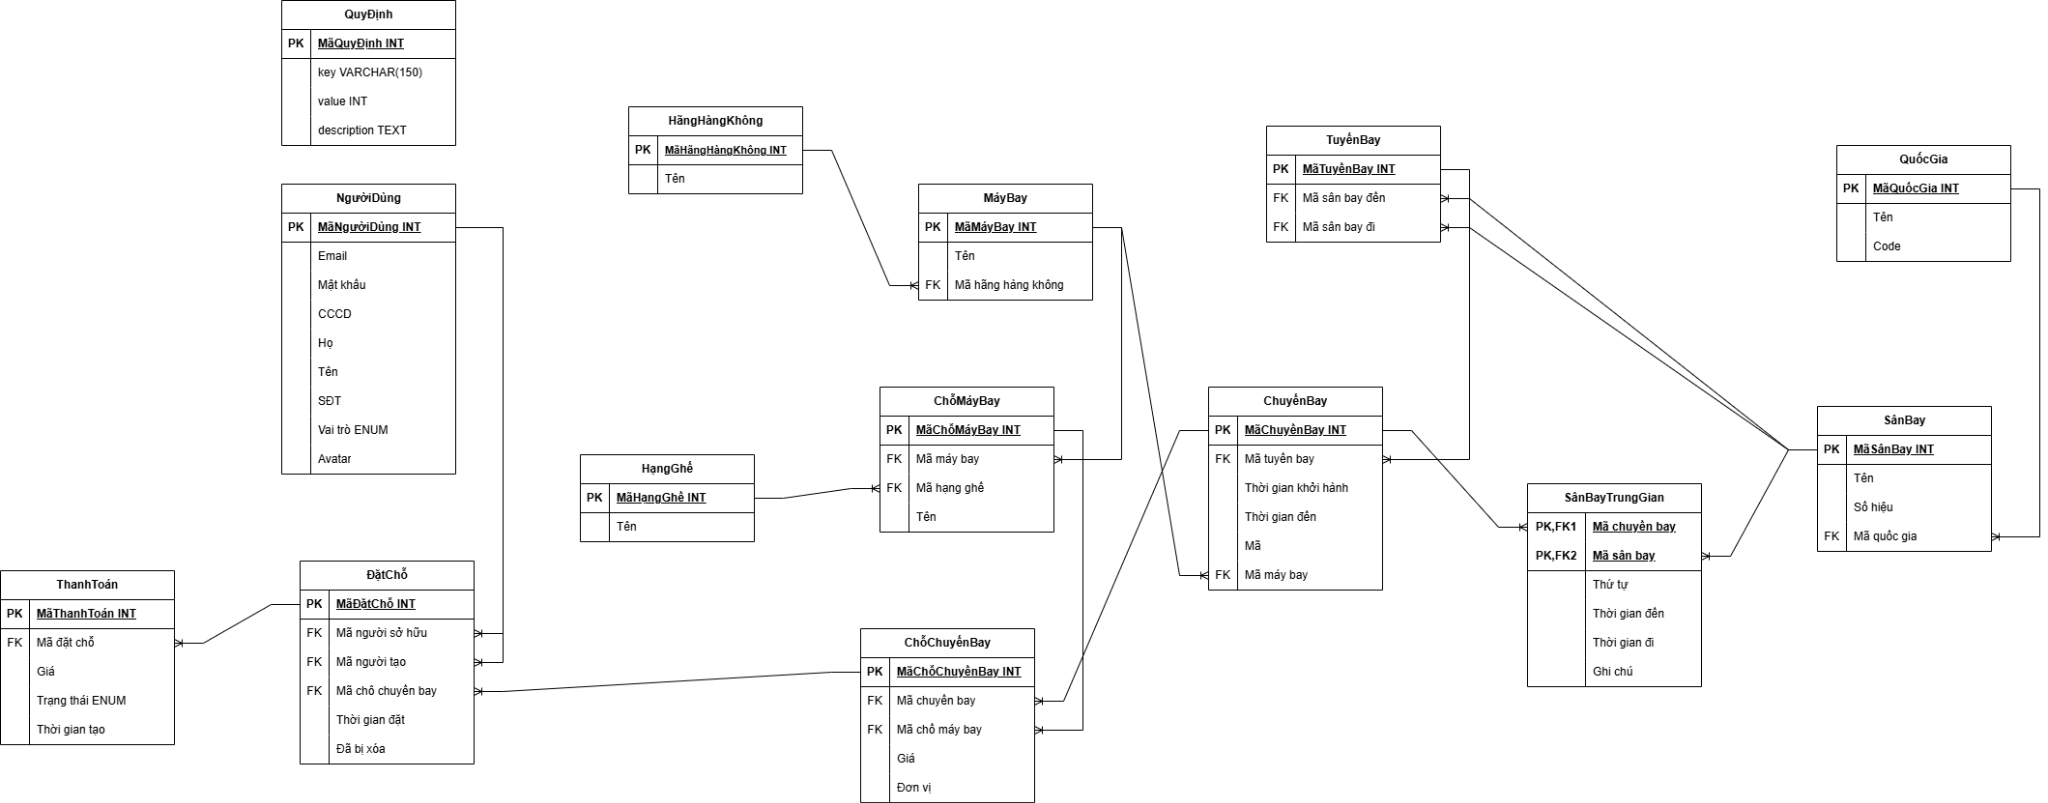 QuyĐịnh
PK MãQuyĐịnh INT
key VARCHAR(150)
value INT
description TEXT
HãngHàngKhông
PK MãHãngHàngKhông INT
Tên
TuyếnBay
PK MãTuyếnBay INT
FK Mã sân bay đến
FK Mã sân bay đi
QuốcGia
PK MãQuốcGia INT
Tên
Code
NgườiDùng
PK MãNgườiDùng INT
Email
Mật khẩu
CCCD
Họ
Tên
SĐT
Vai trò ENUM
Avatar
MáyBay
PK MãMáyBay INT
Tên
FK Mã hãng hàng không
ChỗMáyBay
PK MãChỗMáyBay INT
FK Mã máy bay
FK Mã hạng ghế
Tên
ChuyếnBay
PK MãChuyếnBay INT
FK Mã tuyến bay
Thời gian khởi hành
Thời gian đến
Mã
FK Mã máy bay
SânBay
PK MãSânBay INT
Tên
Số hiệu
FK Mã quốc gia
HạngGhế
PK MãHạngGhế INT
Tên
SânBayTrungGian
PK,FK1 Mã chuyến bay
PK,FK2 Mã sân bay
Thứ tự
Thời gian đến
Thời gian đi
Ghi chú
ThanhToán
PK MãThanhToán INT
FK Mã đặt chỗ
Giá
Trạng thái ENUM
Thời gian tạo
ĐặtChỗ
PK MãĐặtChỗ INT
FK Mã người sở hữu
FK Mã người tạo
FK Mã chỗ chuyến bay
Thời gian đặt
Đã bị xóa
ChỗChuyếnBay
PK MãChỗChuyếnBay INT
FK Mã chuyến bay
FK Mã chỗ máy bay
Giá
Đơn vị